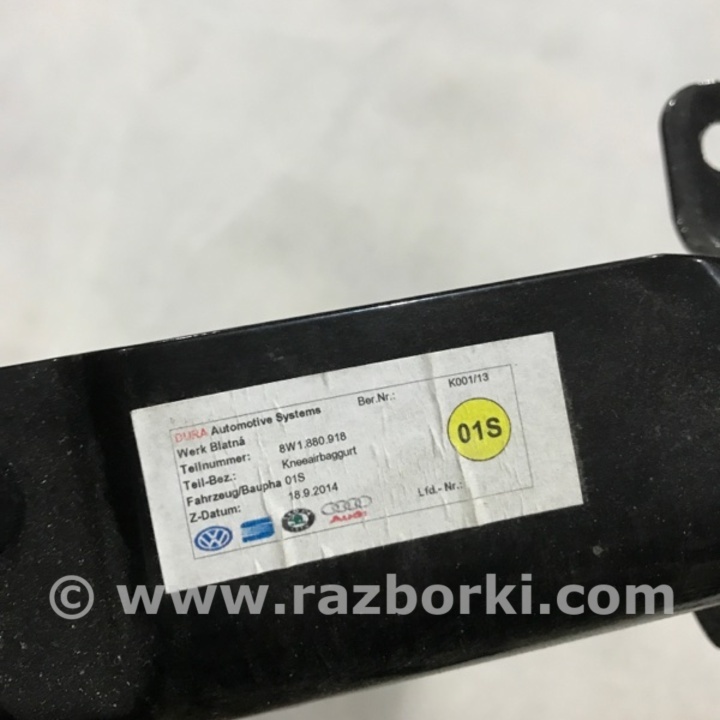 DURA Automotive Systems Ber.Nr.: K001/13
Werk Blatná
Teilnummer: 8W1.880.918
Teil-Bez.: Kneeairbaggurt
Fahrzeug/Baupha 01S
Z-Datum: 18.9.2014 Lfd.- Nr.:
01S
Audi
© www.razborki.com